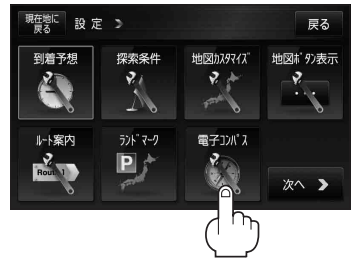 現在地に
戻る
設定
戻る
到着予想
探索条件
地図ｶｽﾀﾏｲｽﾞ
地図ﾎﾞﾀﾝ表示
ﾙｰﾄ案内
ﾗﾝﾄﾞﾏｰｸ
電子ｺﾝﾊﾟｽ
Rout 1
P
次へ